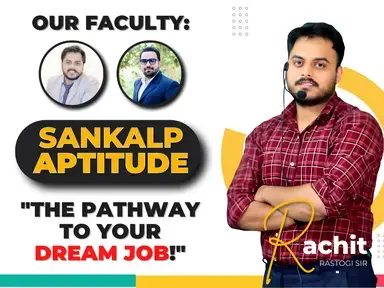 OUR FACULTY:
SANKALP
APTITUDE
"THE PATHWAY
TO YOUR
DREAM JOB!"
Rachit
RASTOGI SIR